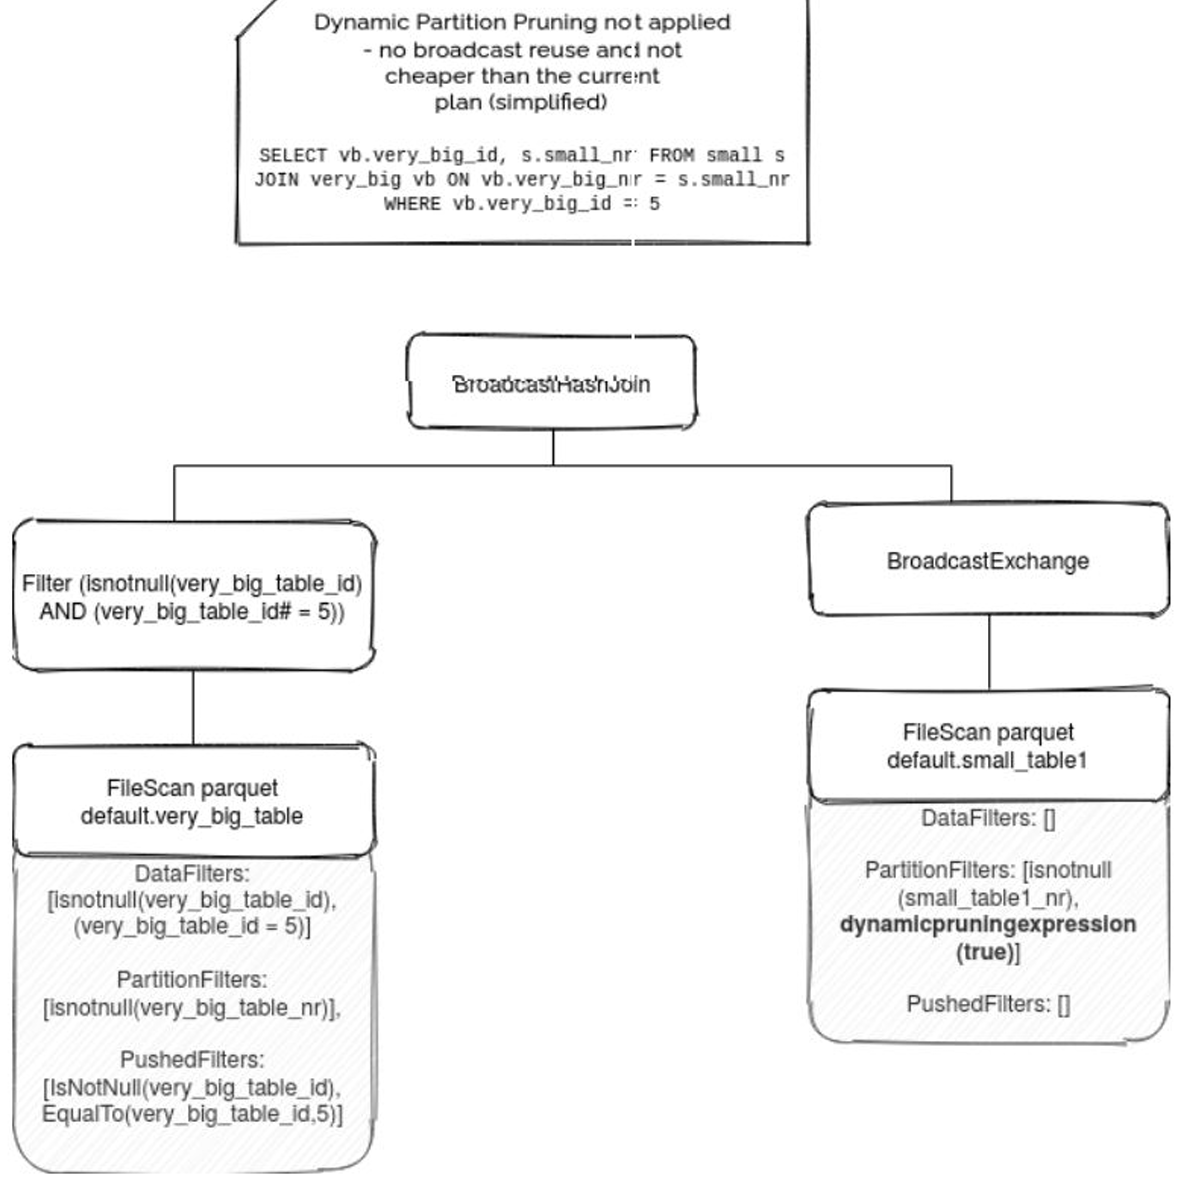 Dynamic Partition Pruning not applied
- no broadcast reuse and not
cheaper than the current
plan (simplified)
SELECT vb.very_big_id, s.small_nr FROM small s
JOIN very_big vb ON vb.very_big_nr = s.small_nr
WHERE vb.very_big_id = 5
BroadcastHashJoin
Filter (isnotnull(very_big_table_id)
AND (very_big_table_id# = 5))
BroadcastExchange
FileScan parquet
default.very_big_table
DataFilters:
[isnotnull(very_big_table_id),
(very_big_table_id = 5)]
PartitionFilters:
[isnotnull(very_big_table_nr)],
PushedFilters:
[IsNotNull(very_big_table_id),
EqualTo(very_big_table_id,5)]
FileScan parquet
default.small_table1
DataFilters: []
PartitionFilters: [isnotnull
(small_table1_nr),
dynamicpruningexpression
(true)]
PushedFilters: []